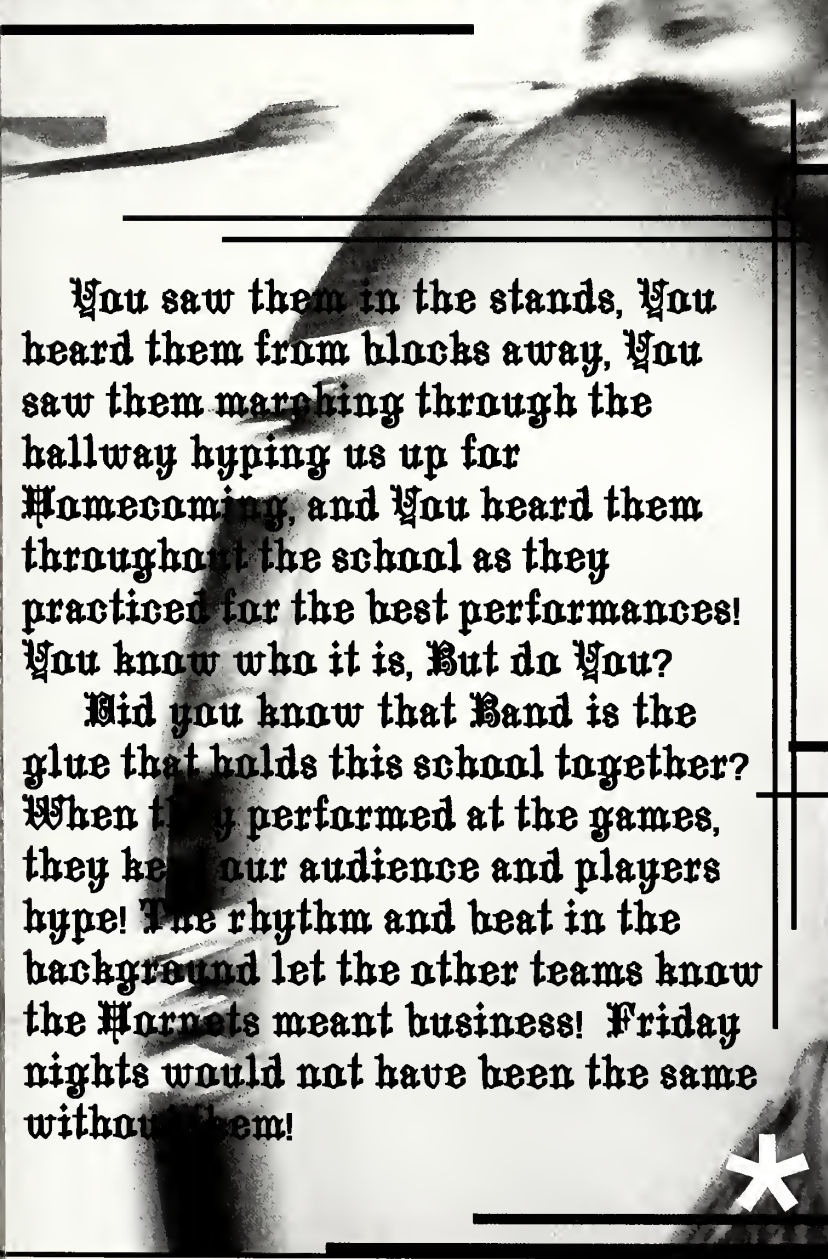 You saw them in the stands, You
heard them from blocks away, You
saw them marching through the
hallway hyping us up for
Homecoming, and You heard them
throughout the school as they
practiced for the best performances!
You know who it is, But do You?
Did you know that Band is the
glue that holds this school together?
When they performed at the games,
they kept our audience and players
hype! The rhythm and beat in the
background let the other teams know
the Hornets meant business! Friday
nights would not have been the same
without them!